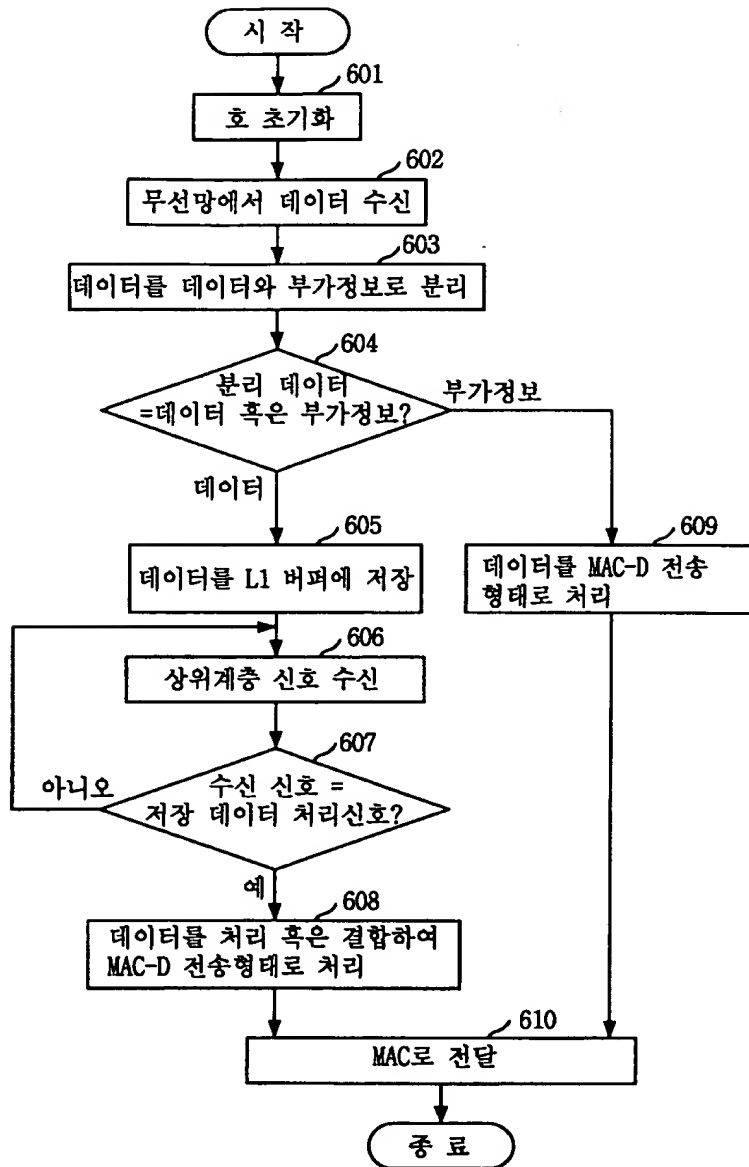 시 작
601
호 초기화
602
무선망에서 데이터 수신
603
데이터를 데이터와 부가정보로 분리
604
분리 데이터
=데이터 혹은 부가정보?
부가정보
데이터
605
데이터를 L1 버퍼에 저장
609
데이터를 MAC-D 전송
형태로 처리
606
상위계층 신호 수신
607
수신 신호 =
저장 데이터 처리신호?
아니오
예
608
데이터를 처리 혹은 결합하여
MAC-D 전송형태로 처리
610
MAC로 전달
종 료